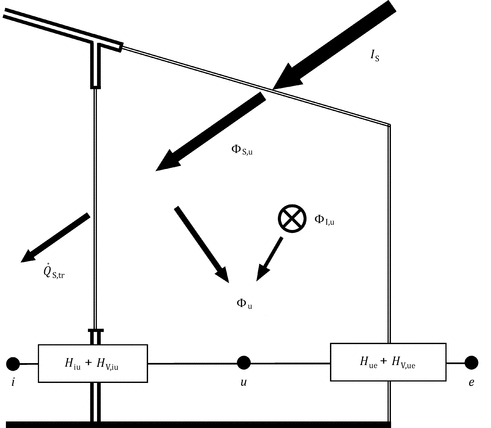 I_S
Φ_S,u
Φ_I,u
Q̇_S,tr
Φ_u
H_iu + H_V,iu
H_ue + H_V,ue
i
u
e